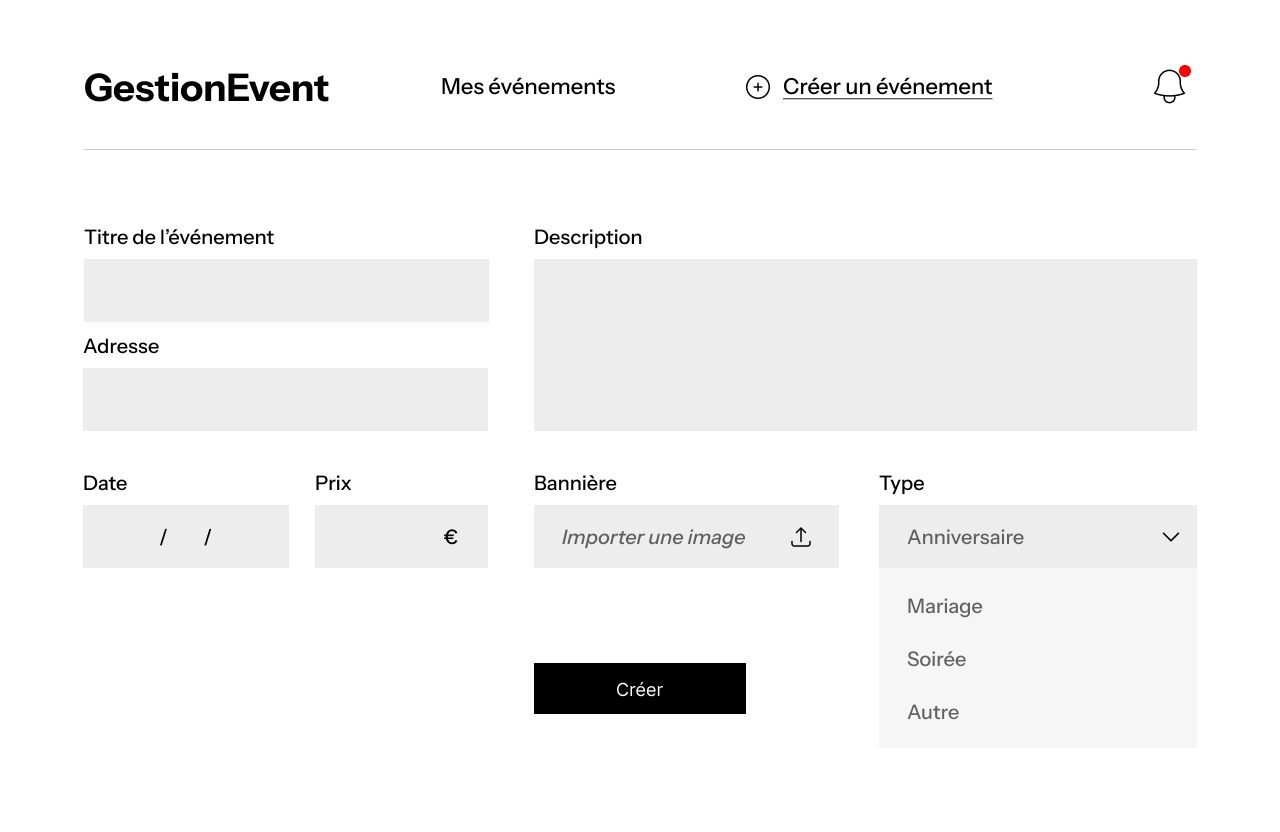 GestionEvent
Mes événements
Créer un événement
Titre de l’événement
Description
Adresse
Date
Prix
Bannière
Type
/ /
€
Importer une image
Anniversaire
Mariage
Soirée
Autre
Créer